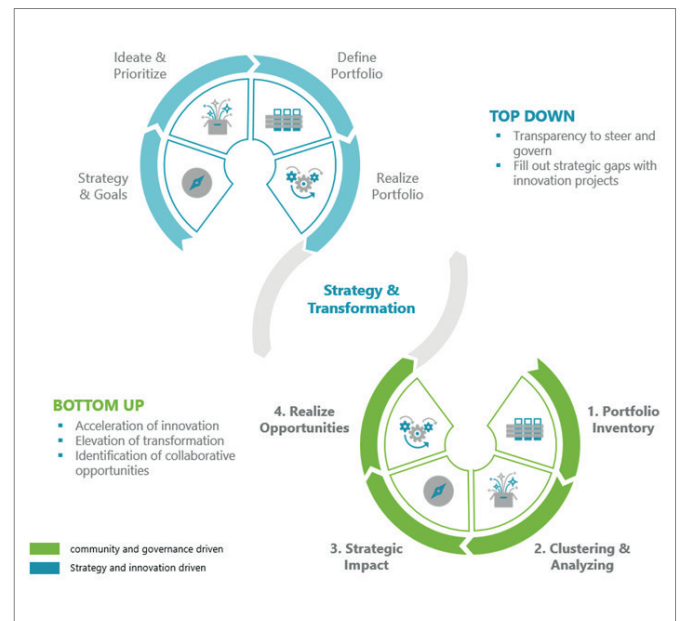 Ideate &
Prioritize
Define
Portfolio
Strategy
& Goals
Realize
Portfolio
TOP DOWN
Transparency to steer and
govern
Fill out strategic gaps with
innovation projects
Strategy &
Transformation
BOTTOM UP
Acceleration of innovation
Elevation of transformation
Identification of collaborative
opportunities
4. Realize
Opportunities
1. Portfolio
Inventory
3. Strategic
Impact
2. Clustering &
Analyzing
community and governance driven
Strategy and innovation driven